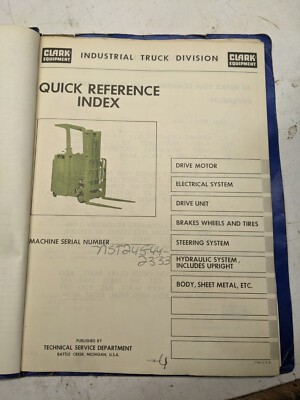 CLARK
EQUIPMENT
INDUSTRIAL TRUCK DIVISION
CLARK
EQUIPMENT
QUICK REFERENCE
INDEX
DRIVE MOTOR
ELECTRICAL SYSTEM
DRIVE UNIT
BRAKES WHEELS AND TIRES
STEERING SYSTEM
HYDRAULIC SYSTEM,
INCLUDES UPRIGHT
BODY, SHEET METAL, ETC.
MACHINE SERIAL NUMBER
2333
PUBLISHED BY
TECHNICAL SERVICE DEPARTMENT
BATTLE CREEK, MICHIGAN, U.S.A.